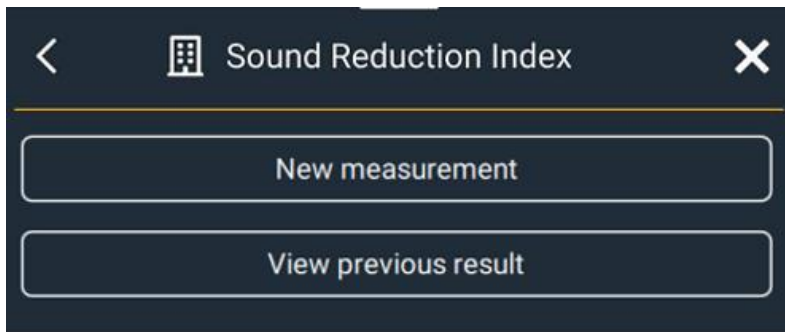 Sound Reduction Index
New measurement
View previous result